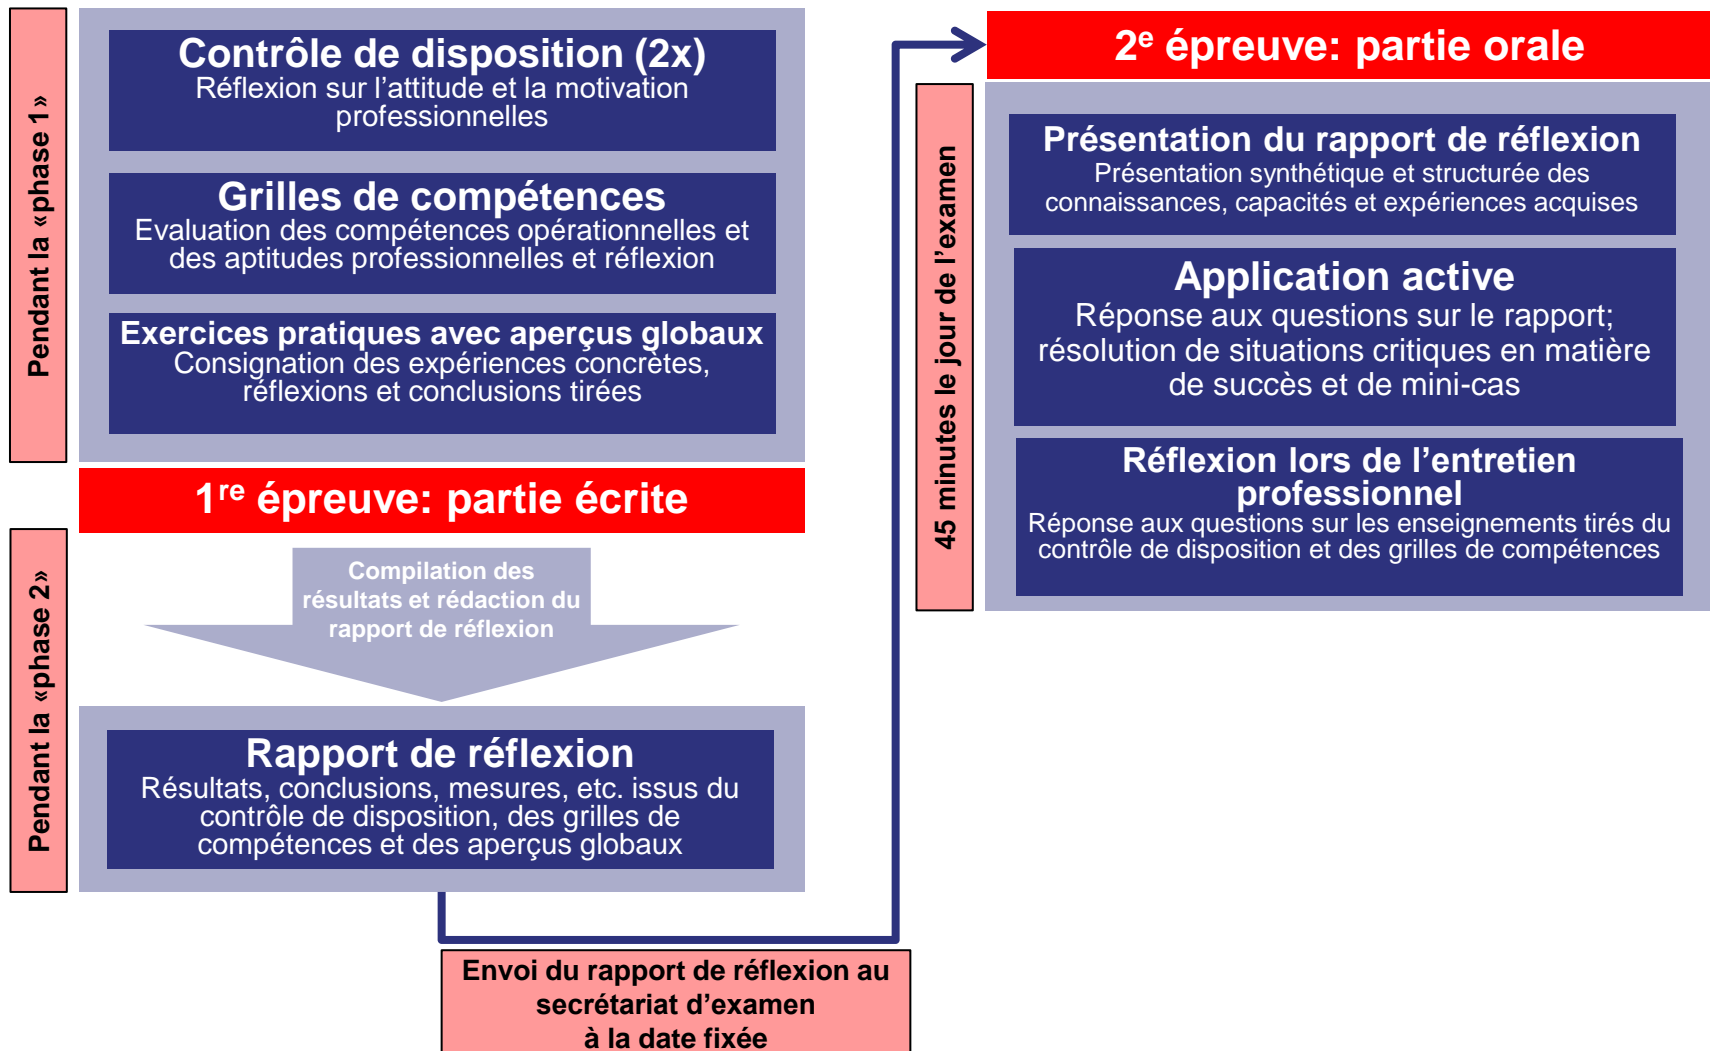 Pendant la «phase 1»
Contrôle de disposition (2x)
Réflexion sur l’attitude et la motivation
professionnelles
Grilles de compétences
Evaluation des compétences opérationnelles et
des aptitudes professionnelles et réflexion
Exercices pratiques avec aperçus globaux
Consignation des expériences concrètes,
réflexions et conclusions tirées
1re épreuve: partie écrite
Pendant la «phase 2»
Compilation des
résultats et rédaction du
rapport de réflexion
Rapport de réflexion
Résultats, conclusions, mesures, etc. issus du
contrôle de disposition, des grilles de
compétences et des aperçus globaux
Envoi du rapport de réflexion au
secrétariat d’examen
à la date fixée
2e épreuve: partie orale
45 minutes le jour de l’examen
Présentation du rapport de réflexion
Présentation synthétique et structurée des
connaissances, capacités et expériences acquises
Application active
Réponse aux questions sur le rapport;
résolution de situations critiques en matière
de succès et de mini-cas
Réflexion lors de l’entretien
professionnel
Réponse aux questions sur les enseignements tirés du
contrôle de disposition et des grilles de compétences